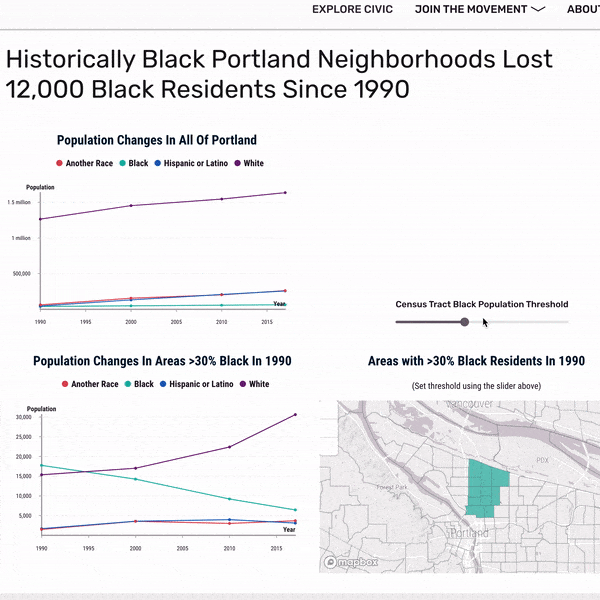 EXPLORE CIVIC JOIN THE MOVEMENT ABOUT
Historically Black Portland Neighborhoods Lost
12,000 Black Residents Since 1990
Population Changes In All Of Portland
Another Race Black Hispanic or Latino White
Population
1.5 million
1 million
500,000
Year
1990 1995 2000 2005 2010 2015
Census Tract Black Population Threshold
Population Changes In Areas >30% Black In 1990
Another Race Black Hispanic or Latino White
Population
30,000
25,000
20,000
15,000
10,000
5,000
Year
1990 2000 2010
Areas with >30% Black Residents In 1990
(Set threshold using the slider above)
Vancouver
PDX
Forest Park
Portland
mapbox